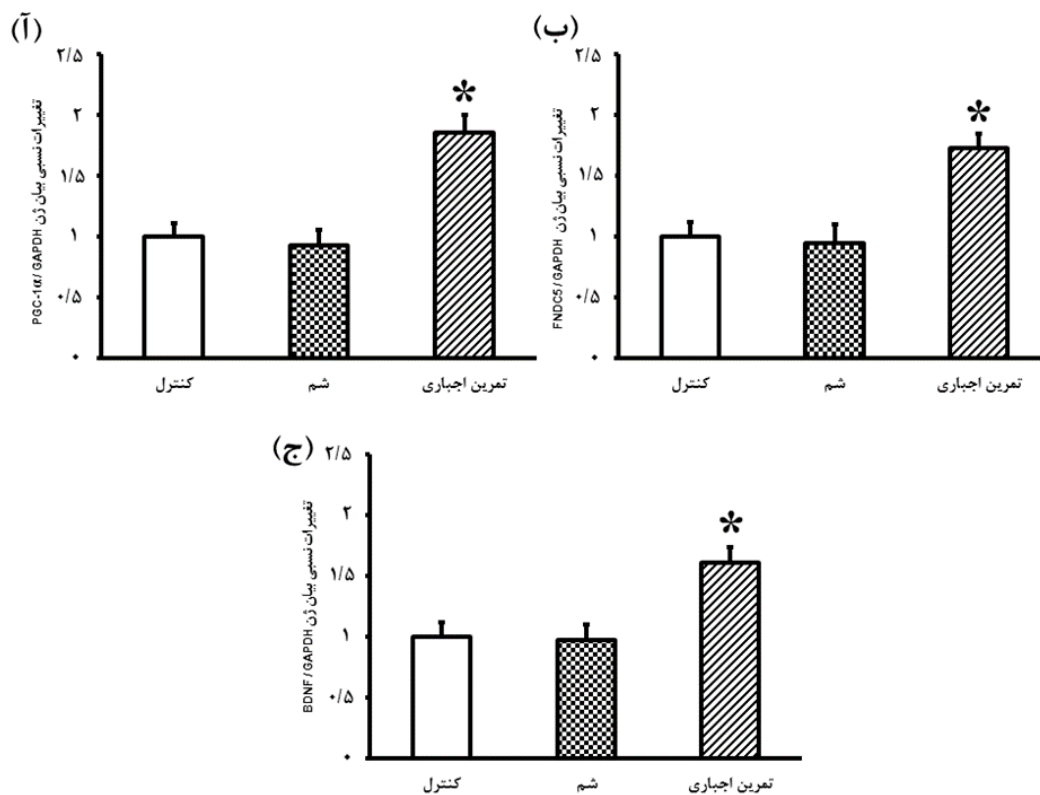 (آ)
تغییرات نسبی بیان ژن PGC-1α / GAPDH
۲/۵
۲
*
۱/۵
۱
۰/۵
۰
کنترل
شم
تمرین اجباری
(ب)
تغییرات نسبی بیان ژن FNDC5 / GAPDH
۲/۵
۲
*
۱/۵
۱
۰/۵
۰
کنترل
شم
تمرین اجباری
(ج)
تغییرات نسبی بیان ژن BDNF / GAPDH
۲/۵
۲
*
۱/۵
۱
۰/۵
۰
کنترل
شم
تمرین اجباری